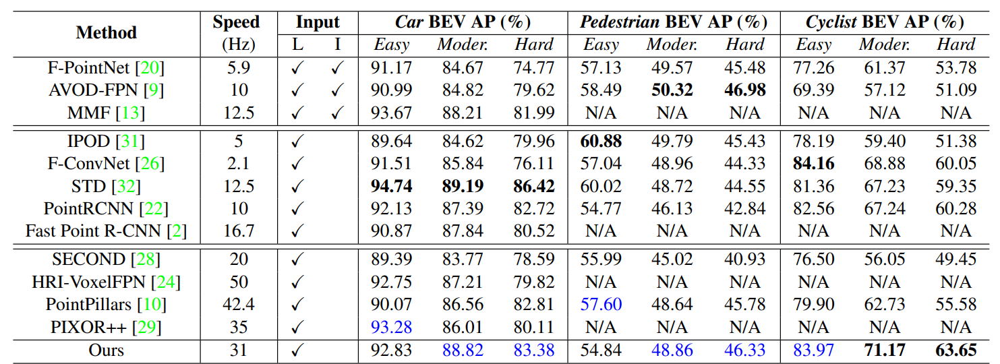 Method Speed Input Car BEV AP (%) Pedestrian BEV AP (%) Cyclist BEV AP (%)
(Hz) L I Easy Moder. Hard Easy Moder. Hard Easy Moder. Hard
F-PointNet [20] 5.9 ✓ ✓ 91.17 84.67 74.77 57.13 49.57 45.48 77.26 61.37 53.78
AVOD-FPN [9] 10 ✓ ✓ 90.99 84.82 79.62 58.49 50.32 46.98 69.39 57.12 51.09
MMF [13] 12.5 ✓ ✓ 93.67 88.21 81.99 N/A N/A N/A N/A N/A N/A
IPOD [31] 5 ✓ 89.64 84.62 79.96 60.88 49.79 45.43 78.19 59.40 51.38
F-ConvNet [26] 2.1 ✓ 91.51 85.84 76.11 57.04 48.96 44.33 84.16 68.88 60.05
STD [32] 12.5 ✓ 94.74 89.19 86.42 60.02 48.72 44.55 81.36 67.23 59.35
PointRCNN [22] 10 ✓ 92.13 87.39 82.72 54.77 46.13 42.84 82.56 67.24 60.28
Fast Point R-CNN [2] 16.7 ✓ 90.87 87.84 80.52 N/A N/A N/A N/A N/A N/A
SECOND [28] 20 ✓ 89.39 83.77 78.59 55.99 45.02 40.93 76.50 56.05 49.45
HRI-VoxelFPN [24] 50 ✓ 92.75 87.21 79.82 N/A N/A N/A N/A N/A N/A
PointPillars [10] 42.4 ✓ 90.07 86.56 82.81 57.60 48.64 45.78 79.90 62.73 55.58
PIXOR++ [29] 35 ✓ 93.28 86.01 80.11 N/A N/A N/A N/A N/A N/A
Ours 31 ✓ 92.83 88.82 83.38 54.84 48.86 46.33 83.97 71.17 63.65